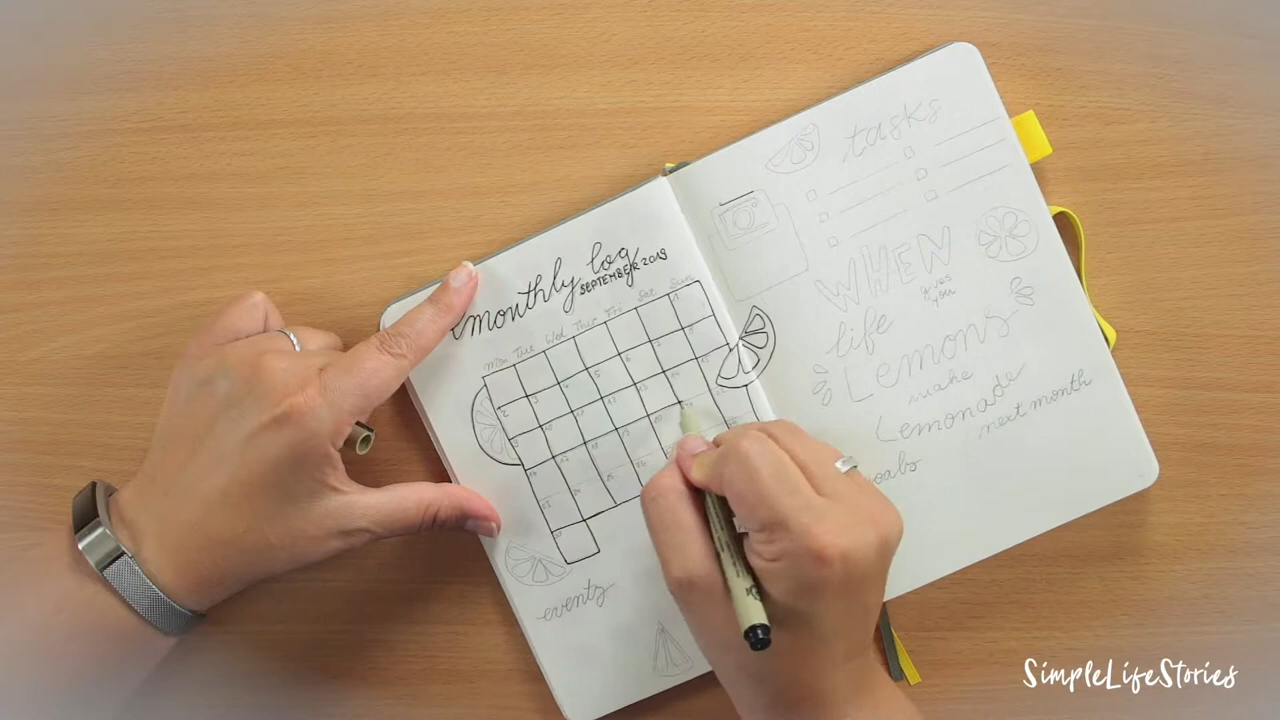 monthly log
SEPTEMBER 2019
Mon Tue Wed Thur Fri Sat Sun
events
tasks
WHEN
gives
you
life
Lemons
make
Lemonade
next month
goals
SimpleLifeStories